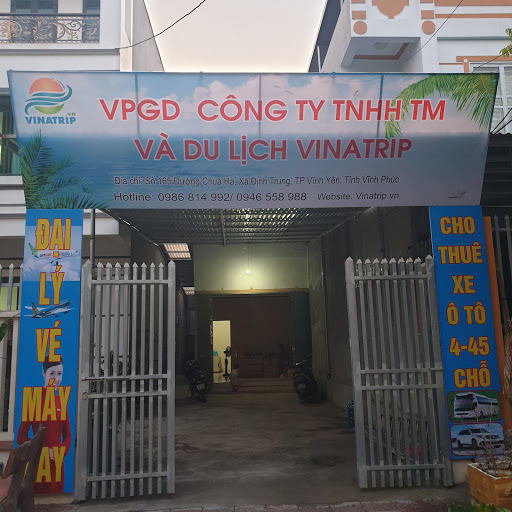 VINATRIP.vn
VPGD CÔNG TY TNHH TM
VÀ DU LỊCH VINATRIP
Địa chỉ: Số 165 Đường Chùa Hà, Xã Định Trung, TP Vĩnh Yên, Tỉnh Vĩnh Phúc
Hotline: 0986 814 992/ 0946 558 988 Website: Vinatrip.vn
ĐẠI
LÝ
VÉ
MÁY
BAY
CHO
THUÊ
XE
Ô TÔ
4-45
CHỖ